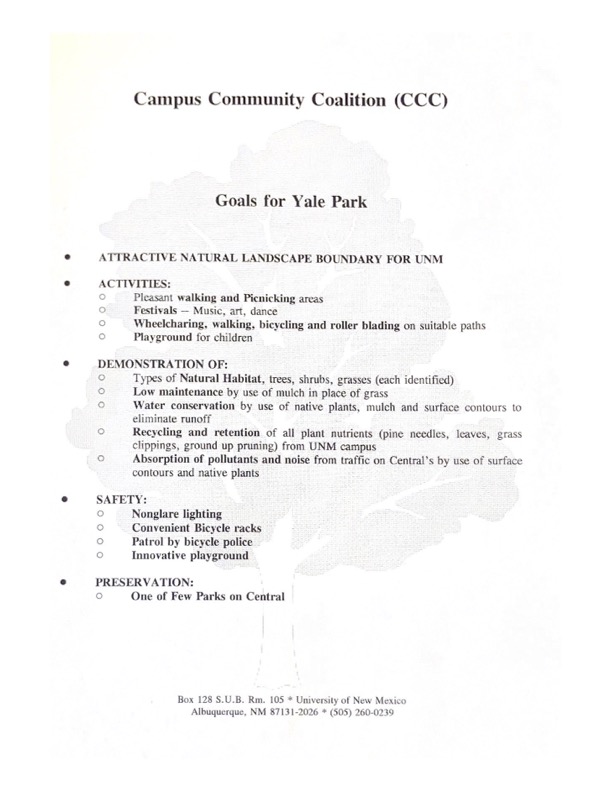 Campus Community Coalition (CCC)
Goals for Yale Park
● ATTRACTIVE NATURAL LANDSCAPE BOUNDARY FOR UNM
● ACTIVITIES:
○ Pleasant walking and Picnicking areas
○ Festivals — Music, art, dance
○ Wheelcharing, walking, bicycling and roller blading on suitable paths
○ Playground for children
● DEMONSTRATION OF:
○ Types of Natural Habitat, trees, shrubs, grasses (each identified)
○ Low maintenance by use of mulch in place of grass
○ Water conservation by use of native plants, mulch and surface contours to
eliminate runoff
○ Recycling and retention of all plant nutrients (pine needles, leaves, grass
clippings, ground up pruning) from UNM campus
○ Absorption of pollutants and noise from traffic on Central's by use of surface
contours and native plants
● SAFETY:
○ Nonglare lighting
○ Convenient Bicycle racks
○ Patrol by bicycle police
○ Innovative playground
● PRESERVATION:
○ One of Few Parks on Central
Box 128 S.U.B. Rm. 105 * University of New Mexico
Albuquerque, NM 87131-2026 * (505) 260-0239